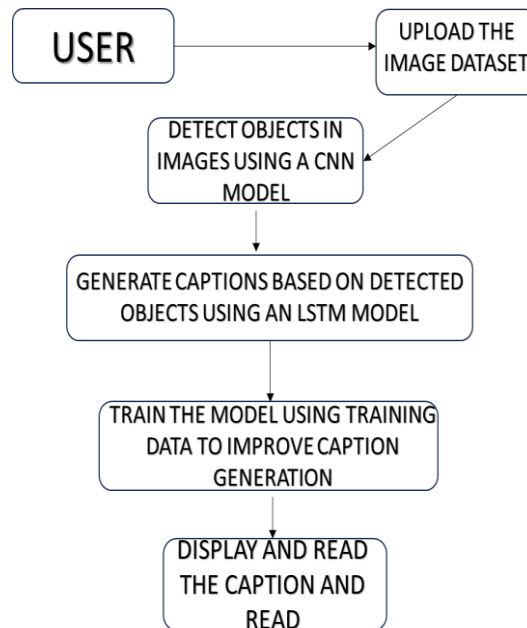 USER
UPLOAD THE
IMAGE DATASET
DETECT OBJECTS IN
IMAGES USING A CNN
MODEL
GENERATE CAPTIONS BASED ON DETECTED
OBJECTS USING AN LSTM MODEL
TRAIN THE MODEL USING TRAINING
DATA TO IMPROVE CAPTION
GENERATION
DISPLAY AND READ
THE CAPTION AND
READ